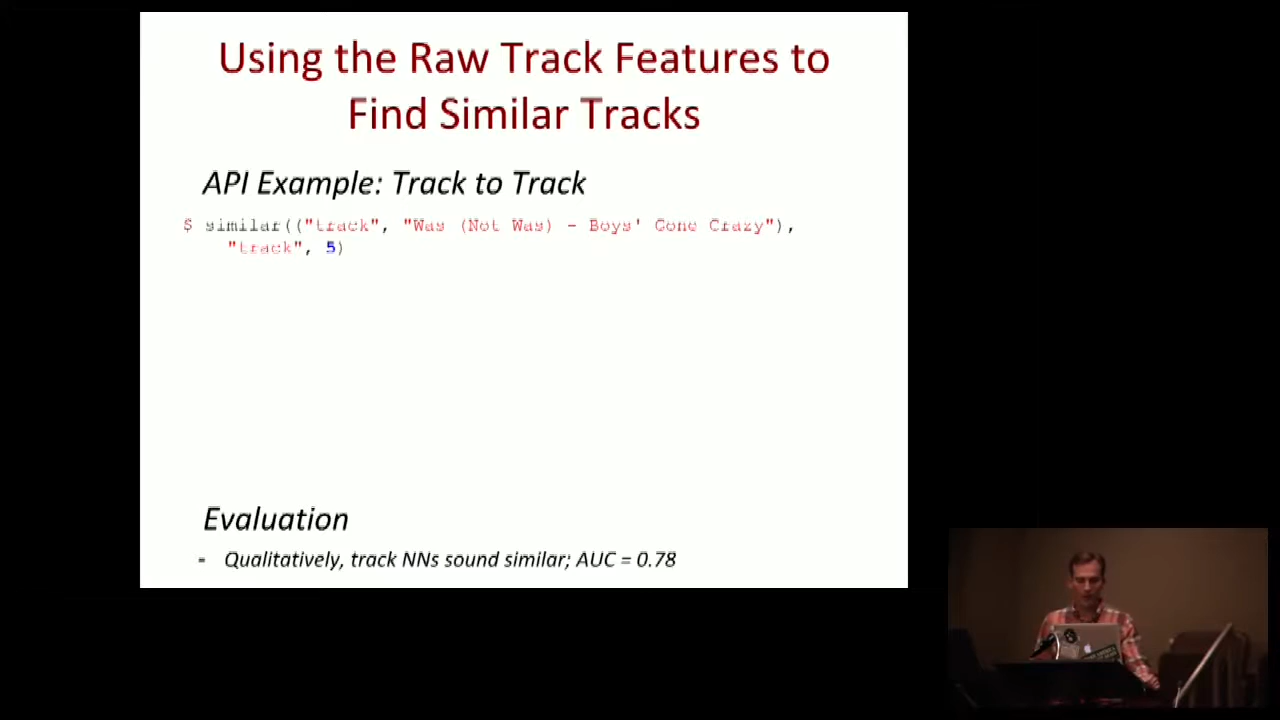 Using the Raw Track Features to
Find Similar Tracks
API Example: Track to Track
$ similar(("track", "Was (Not Was) - Boys' Gone Crazy"),
"track", 5)
Evaluation
- Qualitatively, track NNs sound similar; AUC = 0.78